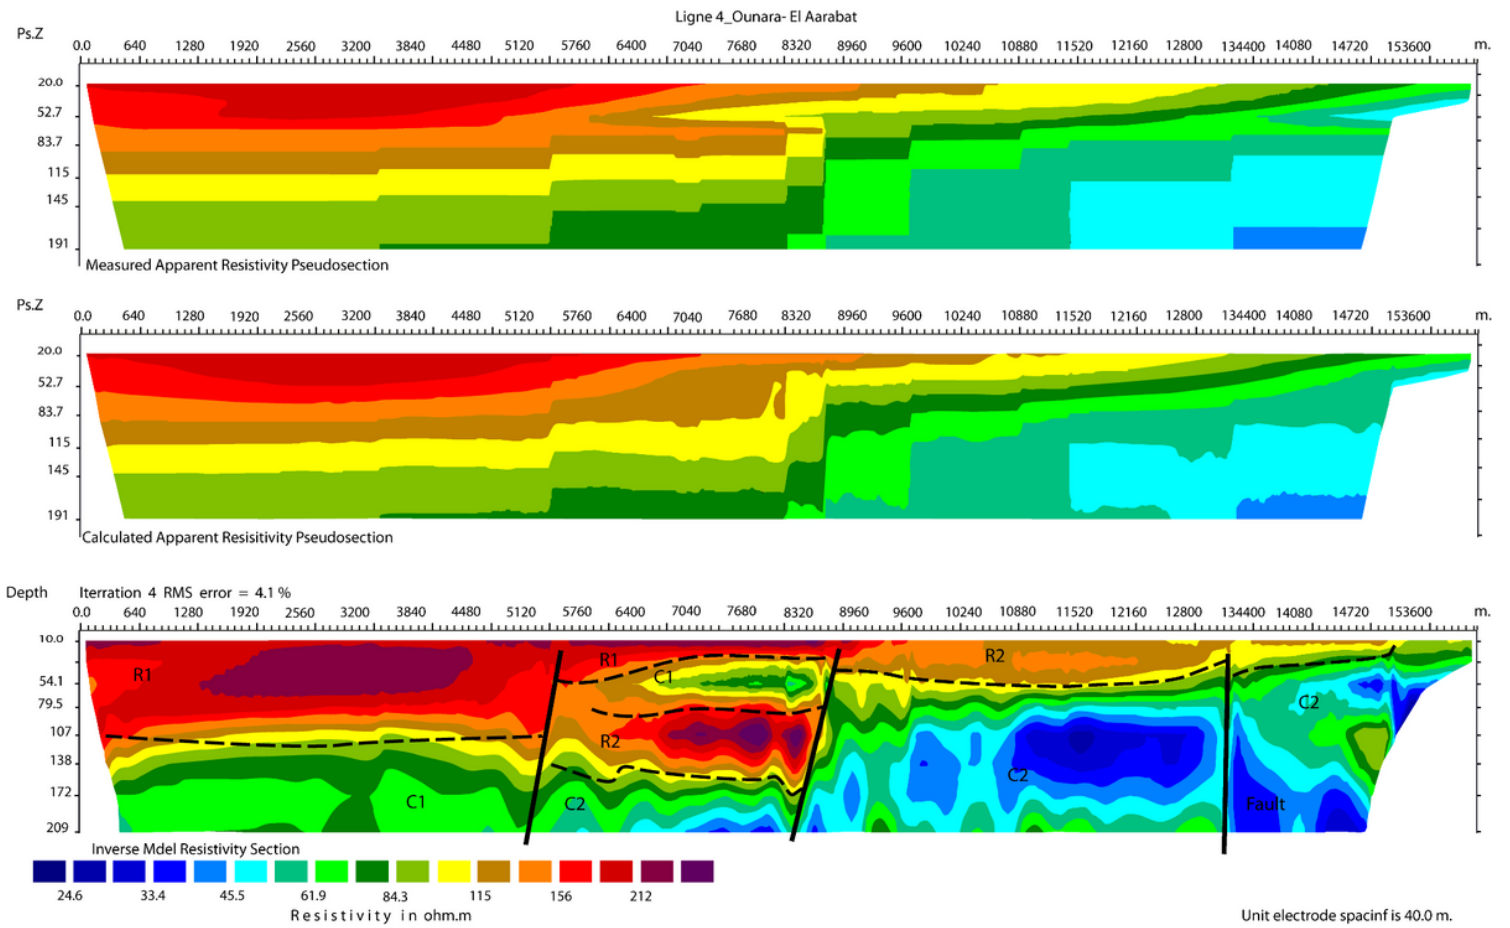 Ligne 4_Ounara- El Aarabat
Ps.Z
0.0 640 1280 1920 2560 3200 3840 4480 5120 5760 6400 7040 7680 8320 8960 9600 10240 10880 11520 12160 12800 134400 14080 14720 153600 m.
20.0
52.7
83.7
115
145
191
Measured Apparent Resistivity Pseudosection
Ps.Z
0.0 640 1280 1920 2560 3200 3840 4480 5120 5760 6400 7040 7680 8320 8960 9600 10240 10880 11520 12160 12800 134400 14080 14720 153600 m.
20.0
52.7
83.7
115
145
191
Calculated Apparent Resisitivity Pseudosection
Depth Iterration 4 RMS error = 4.1 %
0.0 640 1280 1920 2560 3200 3840 4480 5120 5760 6400 7040 7680 8320 8960 9600 10240 10880 11520 12160 12800 134400 14080 14720 153600 m.
10.0
R1 R2
R1 C1
54.1
79.5
C2
107
R2
138
C2
172
C1 C2 Fault
209
Inverse Mdel Resistivity Section
24.6 33.4 45.5 61.9 84.3 115 156 212
Resistivity in ohm.m
Unit electrode spacinf is 40.0 m.